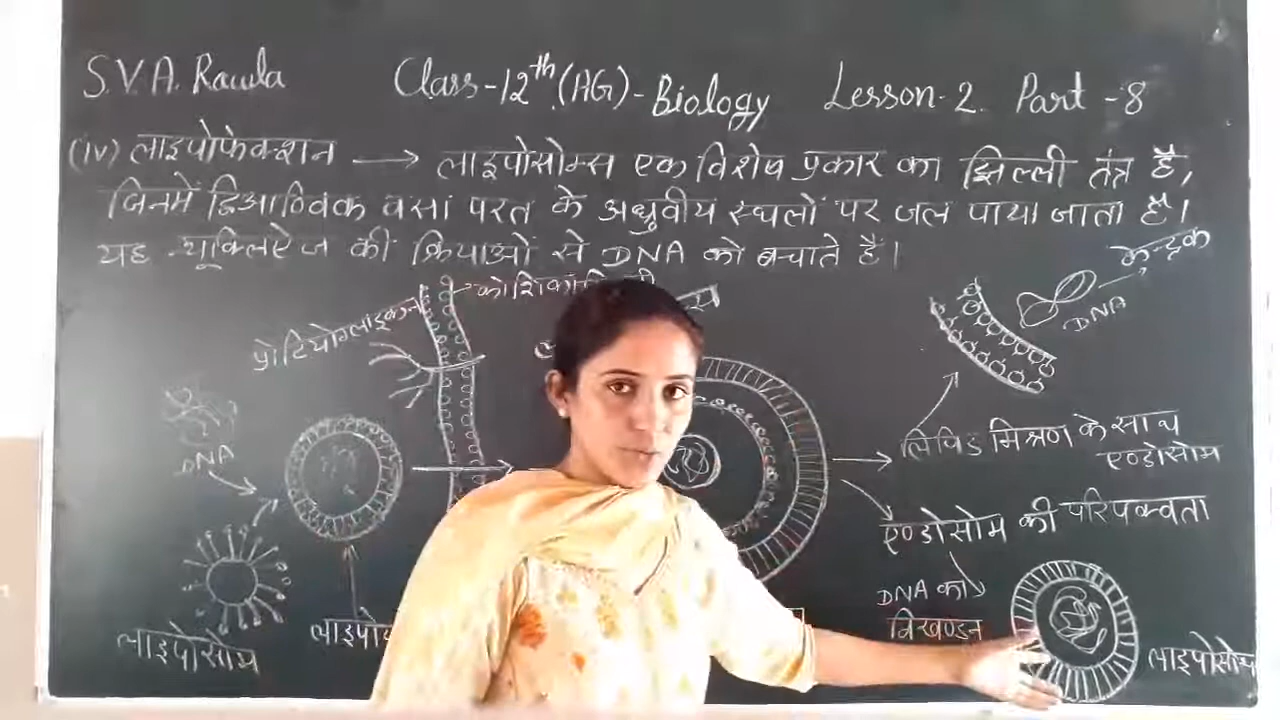 S.V.A. Rawla Class-12th (AG)-Biology Lesson-2. Part-8
(iv) लाइपोफेक्शन → लाइपोसोम्स एक विशेष प्रकार का झिल्ली तंत्र है,
जिनमें द्विआण्विक वसा परत के अध्रुवीय स्थलों पर जल पाया जाता है।
यह न्यूक्लिऐज की क्रियाओं से DNA को बचाते है।
केन्द्रक
DNA
प्रोटियोग्लाइकान
DNA
लिपिड मिश्रण के साथ
एण्डोसोम
एण्डोसोम की परिपक्वता
DNA का
विखण्डन
लाइपोसोम
लाइपोसोम